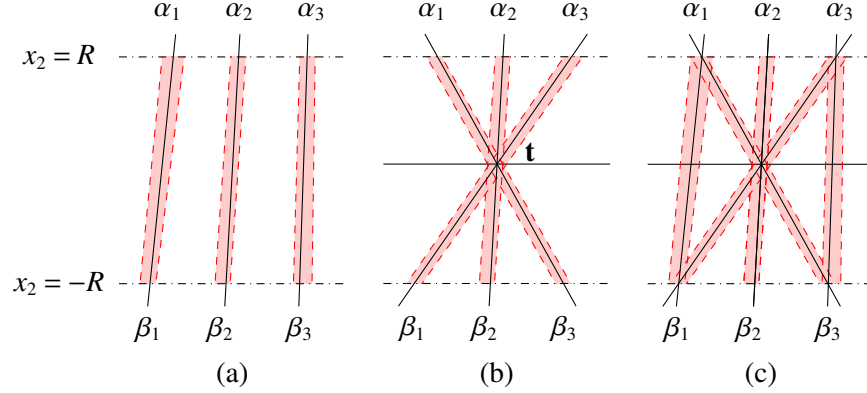 α₁ α₂ α₃ α₁ α₂ α₃ α₁ α₂ α₃
x₂ = R
t
x₂ = −R
β₁ β₂ β₃ β₁ β₂ β₃ β₁ β₂ β₃
(a) (b) (c)